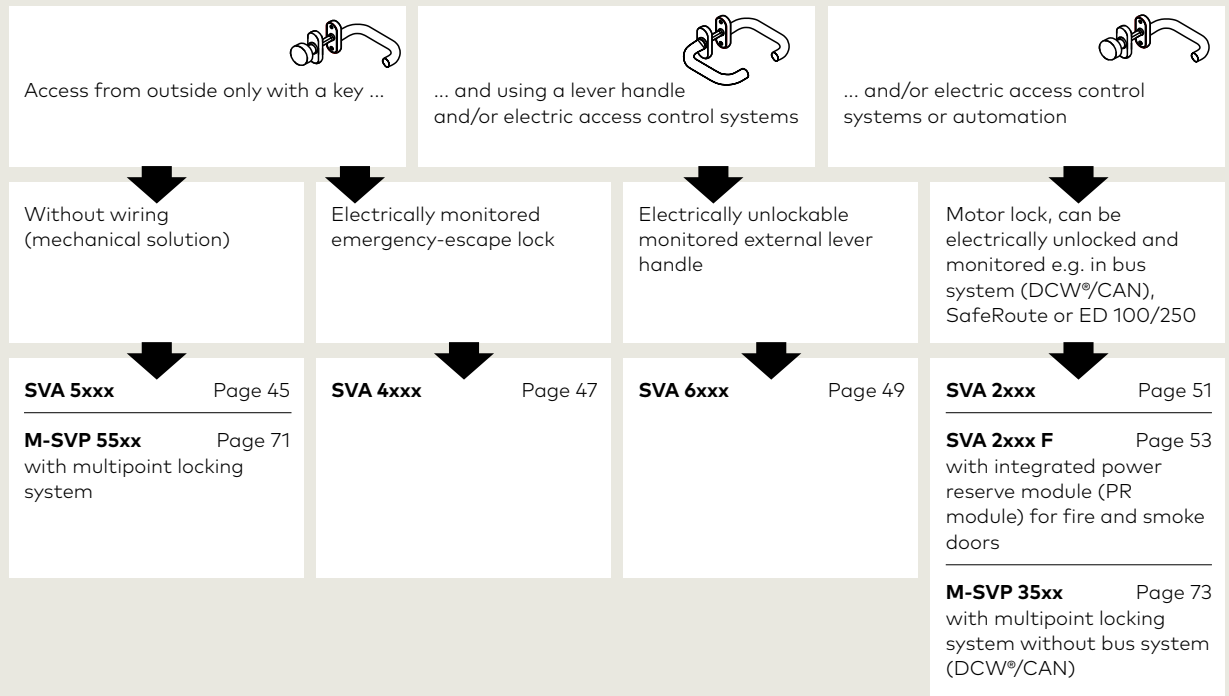 Access from outside only with a key ...
... and using a lever handle
and/or electric access control systems
... and/or electric access control
systems or automation
Without wiring
(mechanical solution)
Electrically monitored
emergency-escape lock
Electrically unlockable
monitored external lever
handle
Motor lock, can be
electrically unlocked and
monitored e.g. in bus
system (DCW®/CAN),
SafeRoute or ED 100/250
SVA 5xxx Page 45
M-SVP 55xx Page 71
with multipoint locking
system
SVA 4xxx Page 47
SVA 6xxx Page 49
SVA 2xxx Page 51
SVA 2xxx F Page 53
with integrated power
reserve module (PR
module) for fire and smoke
doors
M-SVP 35xx Page 73
with multipoint locking
system without bus system
(DCW®/CAN)